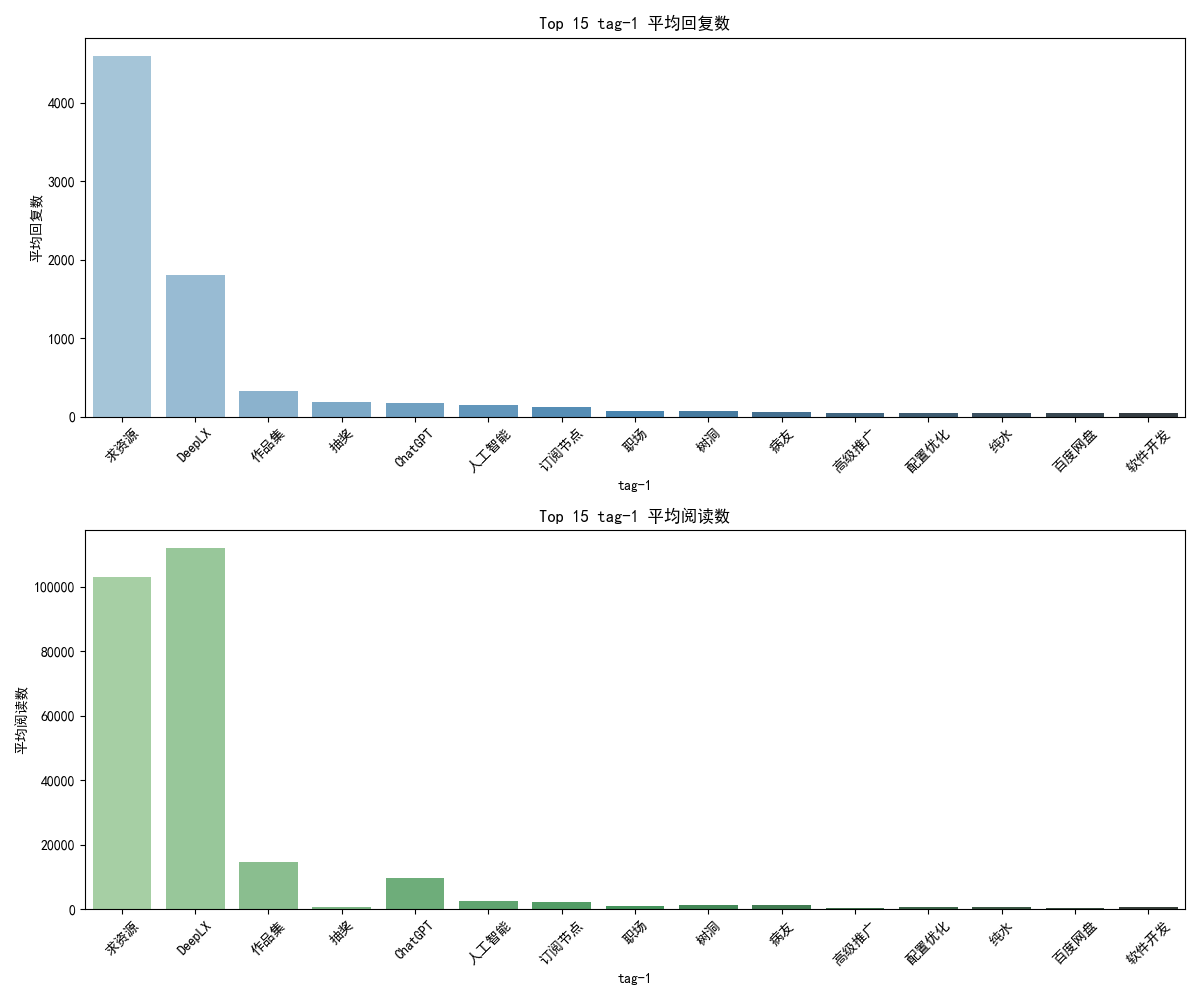 Top 15 tag-1 平均回复数
平均回复数
4000
3000
2000
1000
0
求资源
DeepLX
作品集
抽奖
ChatGPT
人工智能
订阅节点
职场
树洞
病友
高级推广
配置优化
纯水
百度网盘
软件开发
tag-1
Top 15 tag-1 平均阅读数
平均阅读数
100000
80000
60000
40000
20000
0
求资源
DeepLX
作品集
抽奖
ChatGPT
人工智能
订阅节点
职场
树洞
病友
高级推广
配置优化
纯水
百度网盘
软件开发
tag-1